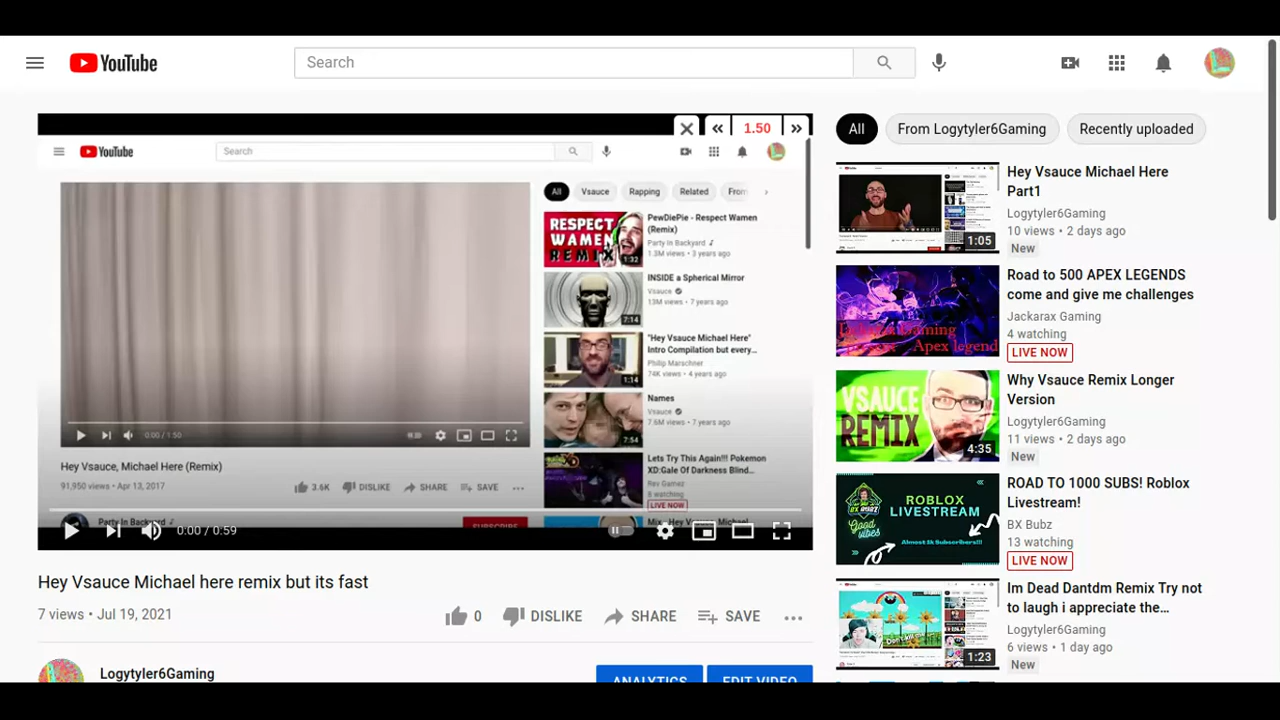 YouTube
Search
1.50
YouTube
Search
All
Vsauce
Rapping
Related
From
RESPECT
WAMEN
REMIX
1:32
PewDiePie - Respect Wamen
(Remix)
Party In Backyard
1.3M views • 3 years ago
7:14
INSIDE a Spherical Mirror
Vsauce
13M views • 7 years ago
1:14
"Hey Vsauce Michael Here"
Intro Compilation but every...
Philip Marschner
74K views • 4 years ago
7:54
Names
Vsauce
7.6M views • 7 years ago
Lets Try This Again!!! Pokemon
XD:Gale Of Darkness Blind...
Rev Gamez
8 watching
LIVE NOW
0:00 / 1:50
Hey Vsauce, Michael Here (Remix)
91,950 views • Apr 13, 2017
3.6K
DISLIKE
SHARE
SAVE
Party In Backyard
SUBSCRIBE
0:00 / 0:59
Hey Vsauce Michael here remix but its fast
7 views • Jul 19, 2021
0
DISLIKE
SHARE
SAVE
Logytyler6Gaming
ANALYTICS
EDIT VIDEO
All
From Logytyler6Gaming
Recently uploaded
1:05
Hey Vsauce Michael Here
Part1
Logytyler6Gaming
10 views • 2 days ago
New
Road to 500 APEX LEGENDS
come and give me challenges
Jackarax Gaming
4 watching
LIVE NOW
VSAUCE
REMIX
4:35
Why Vsauce Remix Longer
Version
Logytyler6Gaming
11 views • 2 days ago
New
Good
vibes
ROBLOX
LIVESTREAM
Almost 1k Subscribers!!!
ROAD TO 1000 SUBS! Roblox
Livestream!
BX Bubz
13 watching
LIVE NOW
1:23
Im Dead Dantdm Remix Try not
to laugh i appreciate the...
Logytyler6Gaming
6 views • 1 day ago
New